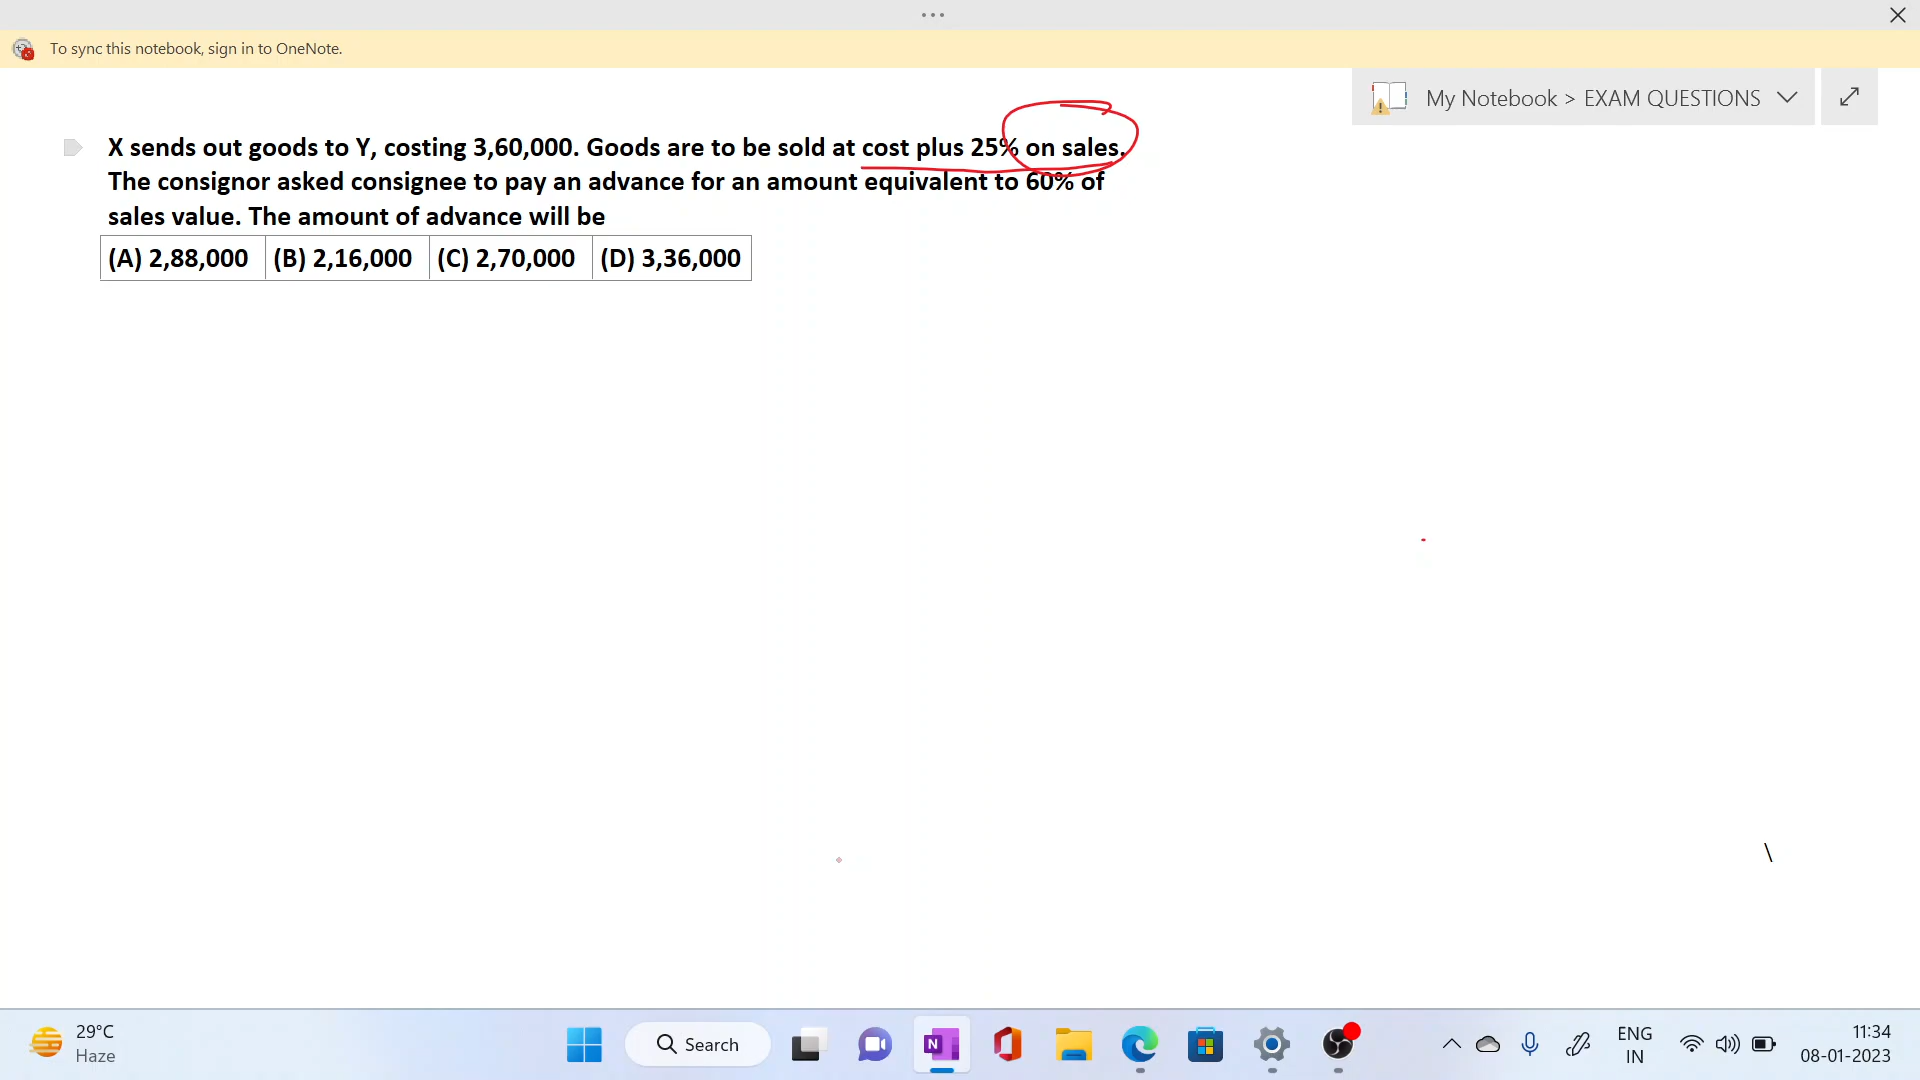 To sync this notebook, sign in to OneNote.
My Notebook > EXAM QUESTIONS
X sends out goods to Y, costing 3,60,000. Goods are to be sold at cost plus 25% on sales.
The consignor asked consignee to pay an advance for an amount equivalent to 60% of
sales value. The amount of advance will be
(A) 2,88,000 (B) 2,16,000 (C) 2,70,000 (D) 3,36,000
\
29°C
Haze
Search
ENG
IN
11:34
08-01-2023